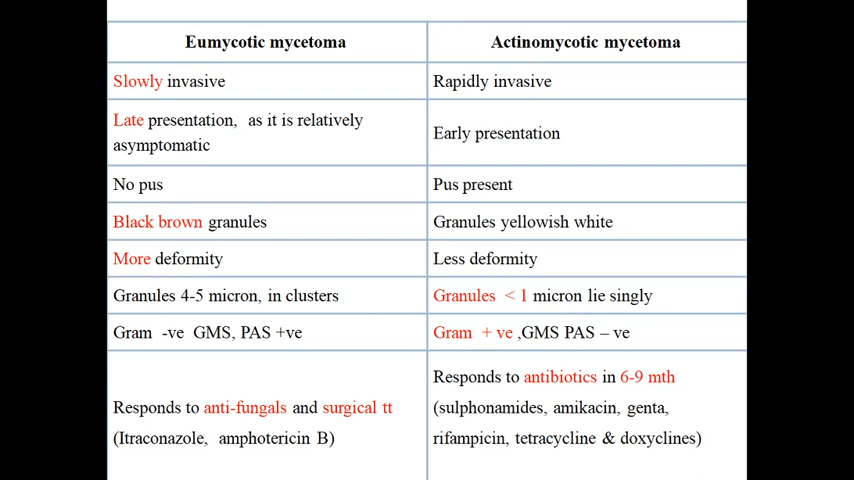 Eumycotic mycetoma
Actinomycotic mycetoma
Slowly invasive
Rapidly invasive
Late presentation, as it is relatively
asymptomatic
Early presentation
No pus
Pus present
Black brown granules
Granules yellowish white
More deformity
Less deformity
Granules 4-5 micron, in clusters
Granules < 1 micron lie singly
Gram -ve GMS, PAS +ve
Gram + ve ,GMS PAS – ve
Responds to anti-fungals and surgical tt
(Itraconazole, amphotericin B)
Responds to antibiotics in 6-9 mth
(sulphonamides, amikacin, genta,
rifampicin, tetracycline & doxyclines)